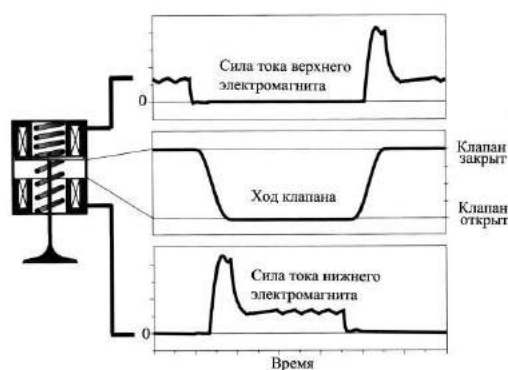 Сила тока верхнего
электромагнита
0
Клапан
закрыт
Ход клапана
Клапан
открыт
Сила тока нижнего
электромагнита
0
Время